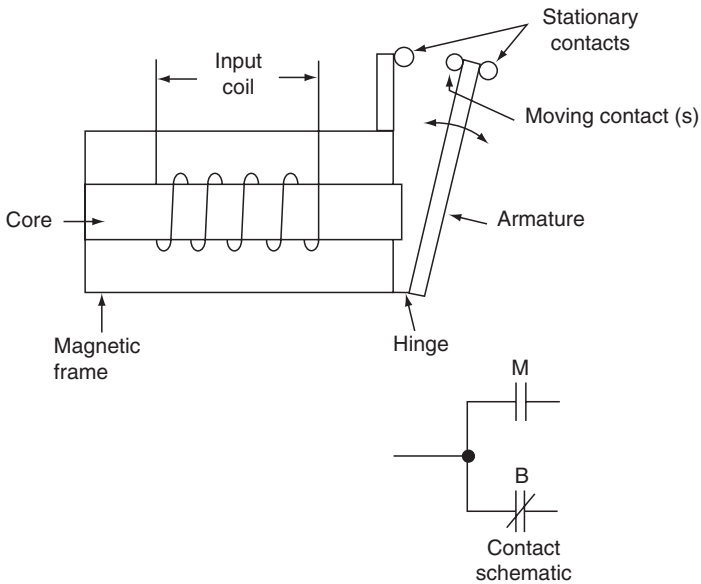 Stationary
contacts
Input
coil
Moving contact (s)
Core
Armature
Magnetic
frame
Hinge
M
B
Contact
schematic